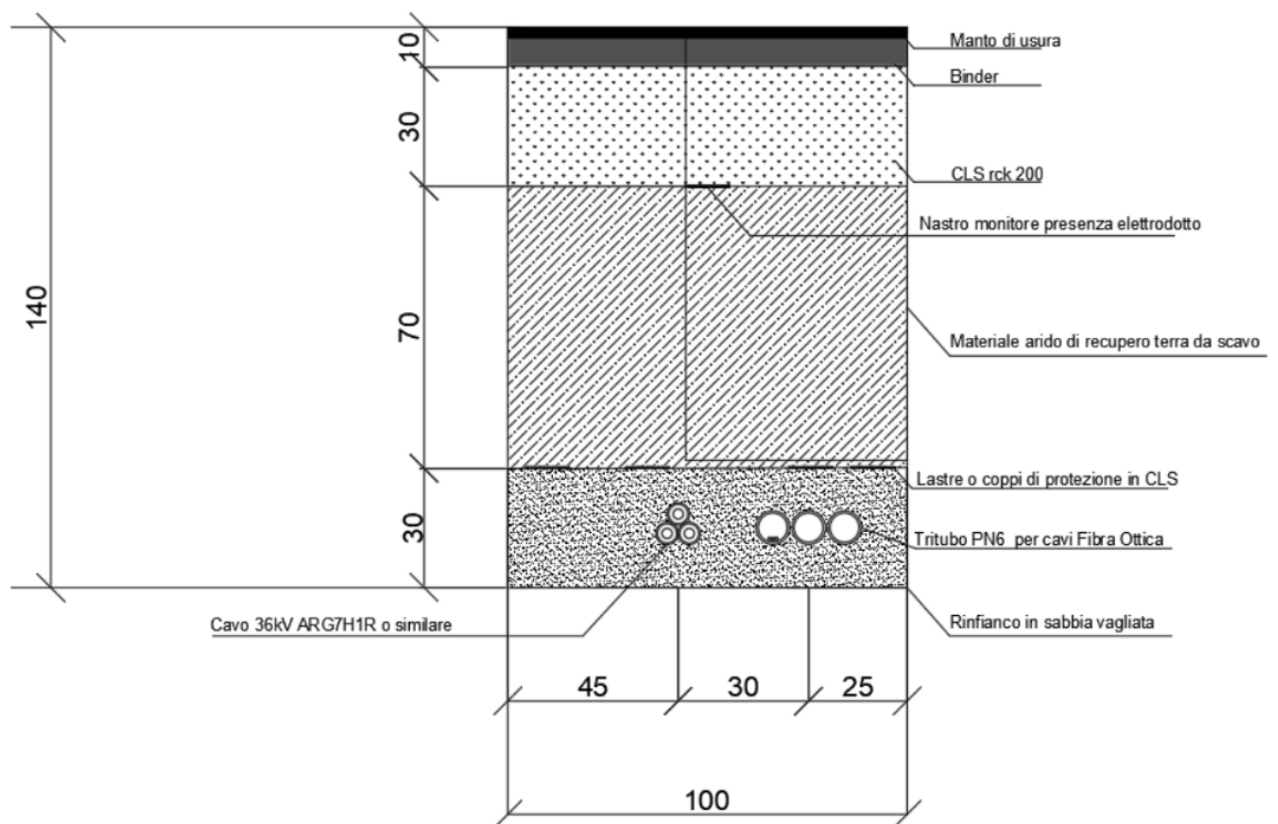 10
Manto di usura
Binder
30
CLS rck 200
Nastro monitore presenza elettrodotto
140
70
Materiale arido di recupero terra da scavo
Lastre o coppi di protezione in CLS
30
Tritubo PN6 per cavi Fibra Ottica
Cavo 36kV ARG7H1R o similare
Rinfianco in sabbia vagliata
45
30
25
100